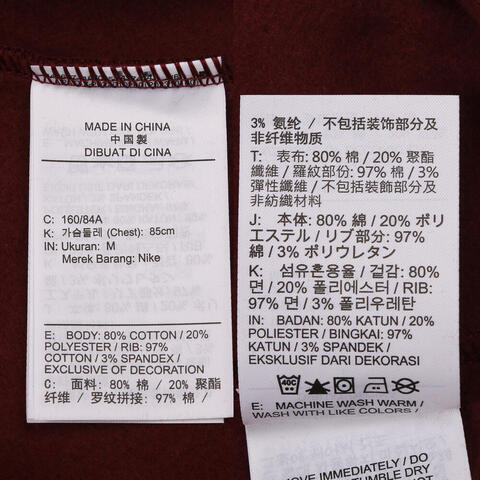 MADE IN CHINA
中国製
DIBUAT DI CINA
C: 160/84A
K: 가슴둘레 (Chest): 85cm
IN: Ukuran: M
Merek Barang: Nike
E: BODY: 80% COTTON / 20%
POLYESTER / RIB: 97%
COTTON / 3% SPANDEX /
EXCLUSIVE OF DECORATION
C: 面料: 80% 棉 / 20% 聚酯
纤维 / 罗纹拼接: 97% 棉 /
3% 氨纶 / 不包括装饰部分及
非纤维物质
T: 表布: 80% 棉 / 20% 聚酯
纖維 / 羅紋部份: 97% 棉 / 3%
彈性纖維 / 不包括裝飾部分及
非紡織材料
J: 本体: 80% 綿 / 20% ポリ
エステル / リブ部分: 97%
綿 / 3% ポリウレタン
K: 섬유혼용율 / 겉감: 80%
면 / 20% 폴리에스터 / RIB:
97% 면 / 3% 폴리우레탄
IN: BADAN: 80% KATUN / 20%
POLIESTER / BINGKAI: 97%
KATUN / 3% SPANDEK /
EKSKLUSIF DARI DEKORASI
40C
E: MACHINE WASH WARM /
WASH WITH LIKE COLORS /
REMOVE IMMEDIATELY / DO
TUMBLE DRY